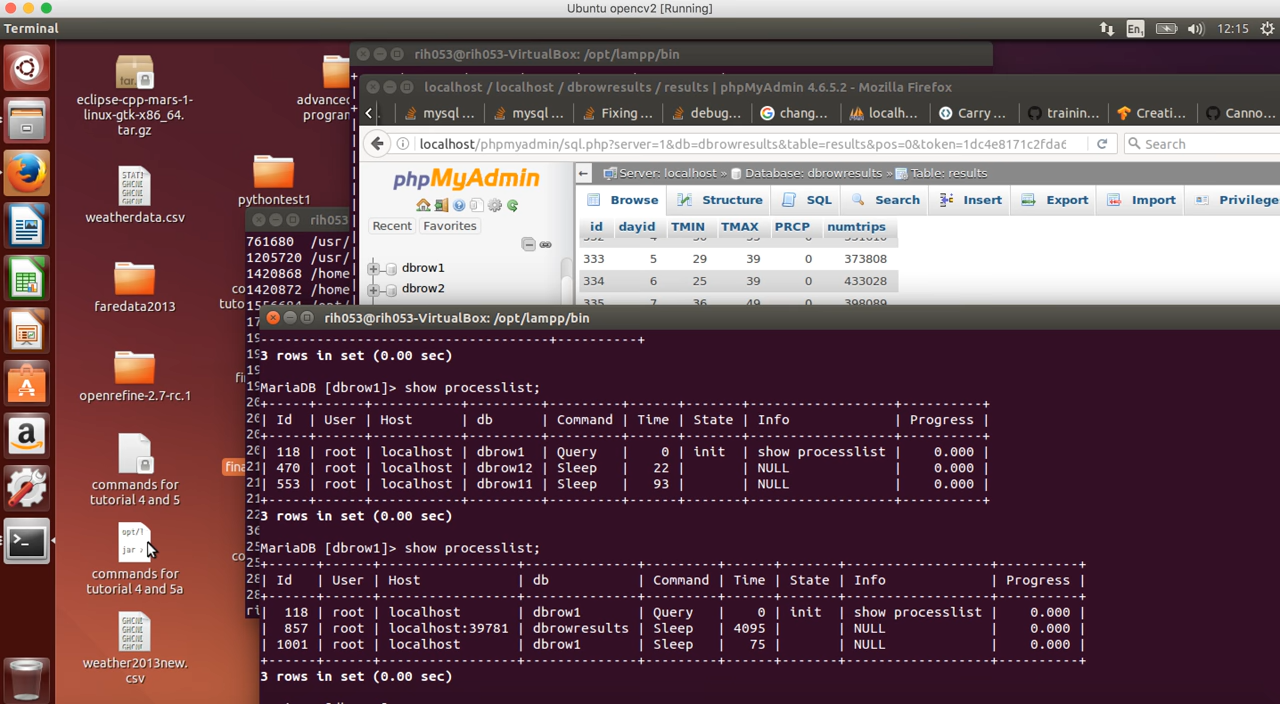 Ubuntu opencv2 [Running]
Terminal
En1
12:15
rih053@rih053-VirtualBox: /opt/lampp/bin
eclipse-cpp-mars-1-
linux-gtk-x86_64.
tar.gz
advanced
program
weatherdata.csv
pythontest1
faredata2013
openrefine-2.7-rc.1
commands for
tutorial 4 and 5
commands for
tutorial 4 and 5a
weather2013new.
csv
localhost / localhost / dbrowresults / results | phpMyAdmin 4.6.5.2 - Mozilla Firefox
mysql ...
mysql ...
Fixing ...
debug...
chang...
localh...
Carry ...
trainin...
Creati...
Canno...
localhost/phpmyadmin/sql.php?server=1&db=dbrowresults&table=results&pos=0&token=1dc4e8171c2fda6
Search
phpMyAdmin
Recent Favorites
dbrow1
dbrow2
Server: localhost » Database: dbrowresults » Table: results
Browse Structure SQL Search Insert Export Import Privilege
id dayid TMIN TMAX PRCP numtrips
333 5 29 39 0 373808
334 6 25 39 0 433028
335 7 36 49 0 398089
rih053
761680 /usr/
1205720 /usr/
1420868 /home
1420872 /home
rih053@rih053-VirtualBox: /opt/lampp/bin
-----------------------------------+----------+
3 rows in set (0.00 sec)
MariaDB [dbrow1]> show processlist;
| Id | User | Host | db | Command | Time | State | Info | Progress |
| 118 | root | localhost | dbrow1 | Query | 0 | init | show processlist | 0.000 |
| 470 | root | localhost | dbrow12 | Sleep | 22 | | NULL | 0.000 |
| 553 | root | localhost | dbrow11 | Sleep | 93 | | NULL | 0.000 |
3 rows in set (0.00 sec)
MariaDB [dbrow1]> show processlist;
| Id | User | Host | db | Command | Time | State | Info | Progress |
| 118 | root | localhost | dbrow1 | Query | 0 | init | show processlist | 0.000 |
| 857 | root | localhost:39781 | dbrowresults | Sleep | 4095 | | NULL | 0.000 |
| 1001 | root | localhost | dbrow1 | Sleep | 75 | | NULL | 0.000 |
3 rows in set (0.00 sec)